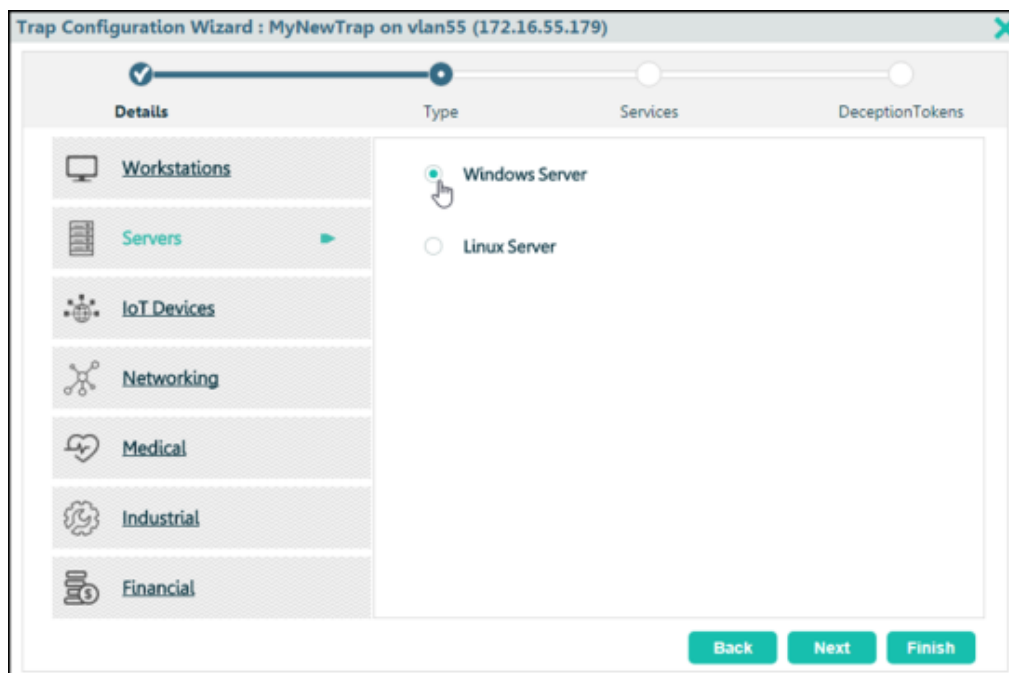 Trap Configuration Wizard : MyNewTrap on vlan55 (172.16.55.179)
Details
Type
Services
DeceptionTokens
Workstations
Servers
IoT Devices
Networking
Medical
Industrial
Financial
Windows Server
Linux Server
Back
Next
Finish